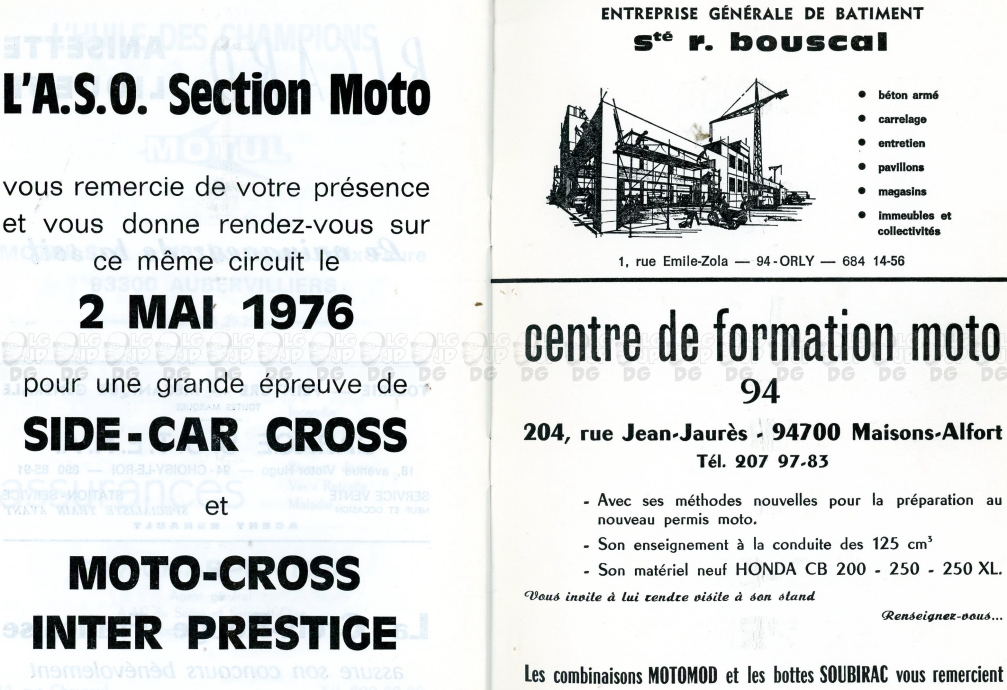 L'A.S.O. Section Moto
vous remercie de votre présence
et vous donne rendez-vous sur
ce même circuit le
2 MAI 1976
pour une grande épreuve de
SIDE-CAR CROSS
et
MOTO-CROSS
INTER PRESTIGE
ENTREPRISE GÉNÉRALE DE BATIMENT
sté r. bouscal
● béton armé
● carrelage
● entretien
● pavillons
● magasins
● immeubles et
collectivités
1, rue Emile-Zola — 94-ORLY — 684 14-56
centre de formation moto
94
204, rue Jean-Jaurès - 94700 Maisons-Alfort
Tél. 207 97-83
- Avec ses méthodes nouvelles pour la préparation au
nouveau permis moto.
- Son enseignement à la conduite des 125 cm³
- Son matériel neuf HONDA CB 200 - 250 - 250 XL.
Vous invite à lui rendre visite à son stand
Renseignez-vous...
Les combinaisons MOTOMOD et les bottes SOUBIRAC vous remercient